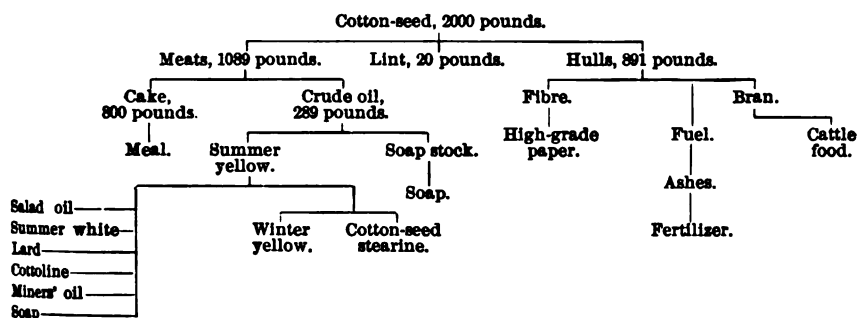 Cotton-seed, 2000 pounds.
Meats, 1089 pounds. Lint, 20 pounds. Hulls, 891 pounds.
Cake, Crude oil, Fibre. Bran.
800 pounds. 289 pounds.
High-grade Fuel. Cattle
paper. food.
Meal. Summer Soap stock.
yellow.
Ashes.
Soap.
Salad oil
Summer white
Winter Cotton-seed Fertilizer.
yellow. stearine.
Lard
Cottoline
Miners' oil
Soap